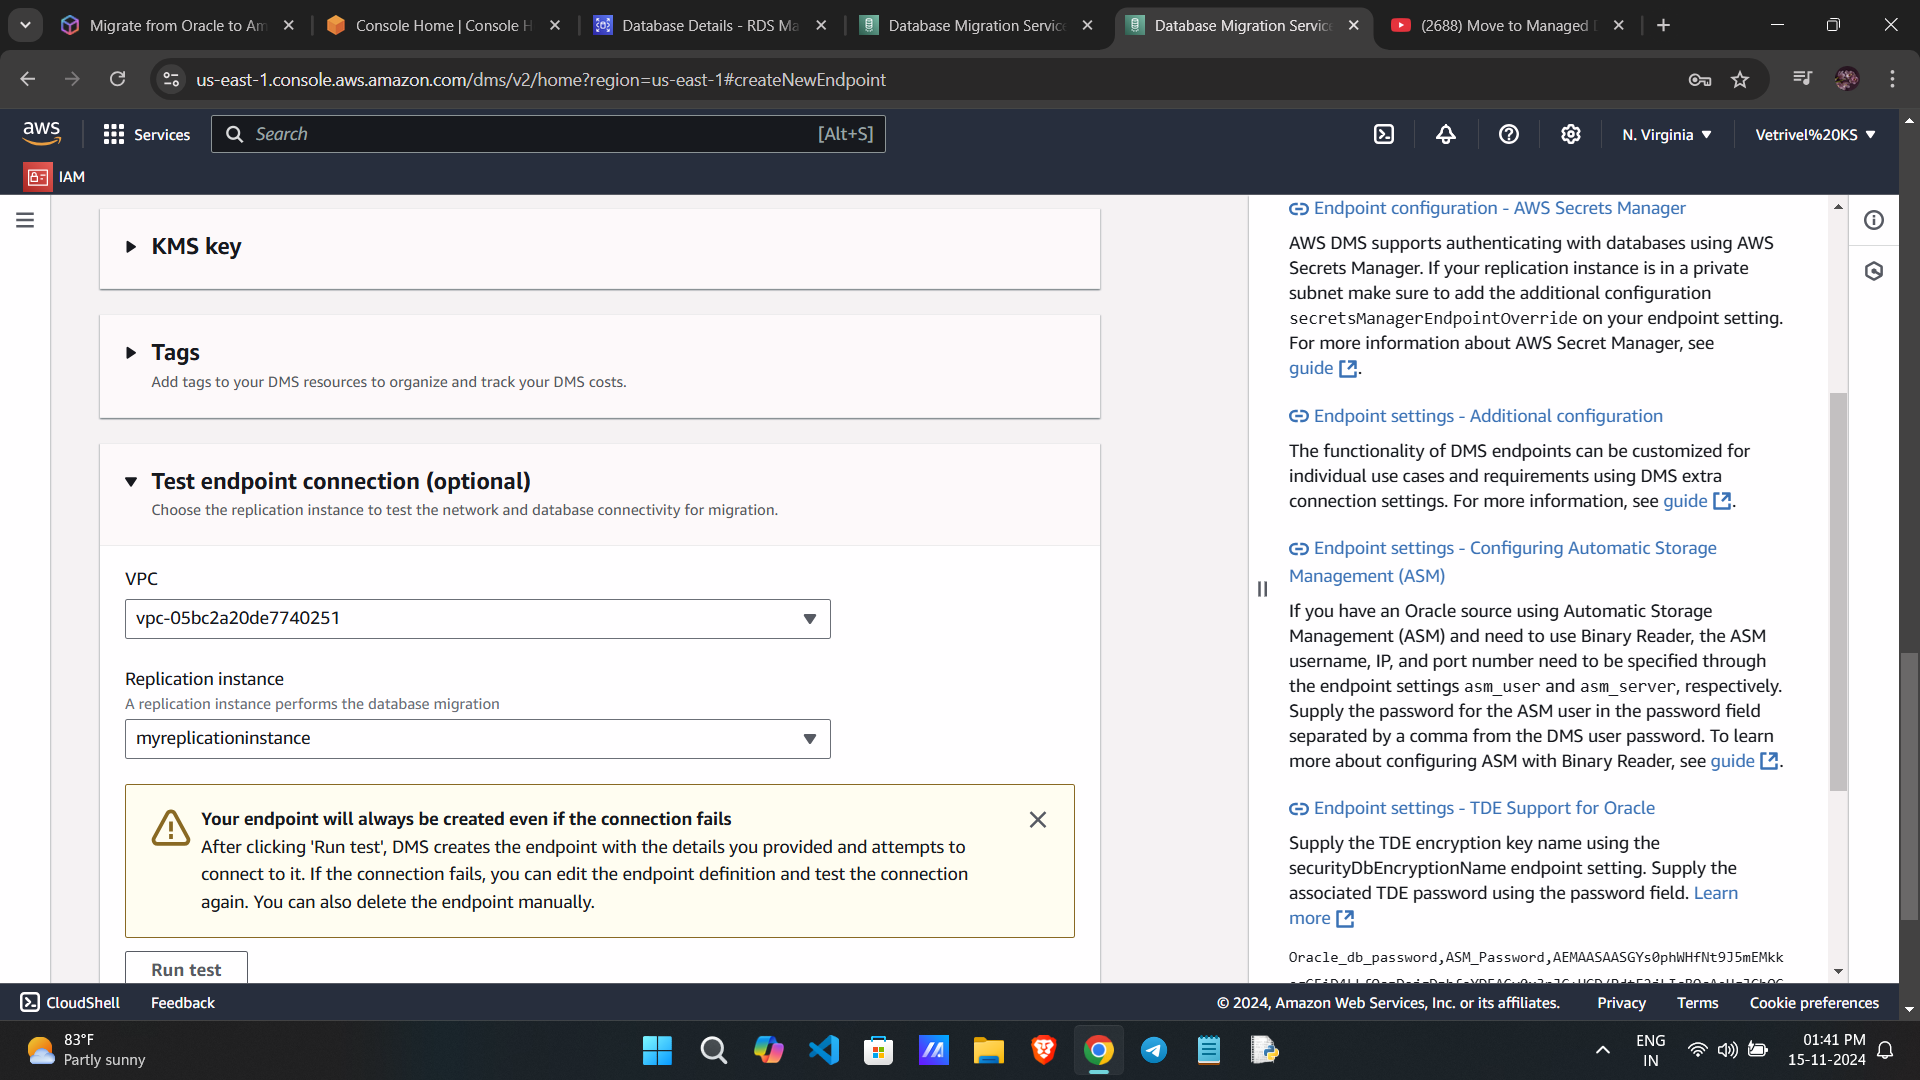 Migrate from Oracle to Am
Console Home | Console H
Database Details - RDS Ma
Database Migration Service
Database Migration Service
(2688) Move to Managed
us-east-1.console.aws.amazon.com/dms/v2/home?region=us-east-1#createNewEndpoint
aws
Services
Search
[Alt+S]
N. Virginia
Vetrivel%20KS
IAM
KMS key
Tags
Add tags to your DMS resources to organize and track your DMS costs.
Test endpoint connection (optional)
Choose the replication instance to test the network and database connectivity for migration.
VPC
vpc-05bc2a20de7740251
Replication instance
A replication instance performs the database migration
myreplicationinstance
Your endpoint will always be created even if the connection fails
After clicking 'Run test', DMS creates the endpoint with the details you provided and attempts to
connect to it. If the connection fails, you can edit the endpoint definition and test the connection
again. You can also delete the endpoint manually.
Run test
Endpoint configuration - AWS Secrets Manager
AWS DMS supports authenticating with databases using AWS
Secrets Manager. If your replication instance is in a private
subnet make sure to add the additional configuration
secretsManagerEndpointOverride on your endpoint setting.
For more information about AWS Secret Manager, see
guide.
Endpoint settings - Additional configuration
The functionality of DMS endpoints can be customized for
individual use cases and requirements using DMS extra
connection settings. For more information, see guide.
Endpoint settings - Configuring Automatic Storage
Management (ASM)
If you have an Oracle source using Automatic Storage
Management (ASM) and need to use Binary Reader, the ASM
username, IP, and port number need to be specified through
the endpoint settings asm_user and asm_server, respectively.
Supply the password for the ASM user in the password field
separated by a comma from the DMS user password. To learn
more about configuring ASM with Binary Reader, see guide.
Endpoint settings - TDE Support for Oracle
Supply the TDE encryption key name using the
securityDbEncryptionName endpoint setting. Supply the
associated TDE password using the password field. Learn
more
Oracle_db_password,ASM_Password,AEMAASAASGYs0phWHfNt9J5mEMkk
CloudShell
Feedback
© 2024, Amazon Web Services, Inc. or its affiliates.
Privacy
Terms
Cookie preferences
83°F
Partly sunny
ENG
IN
01:41 PM
15-11-2024